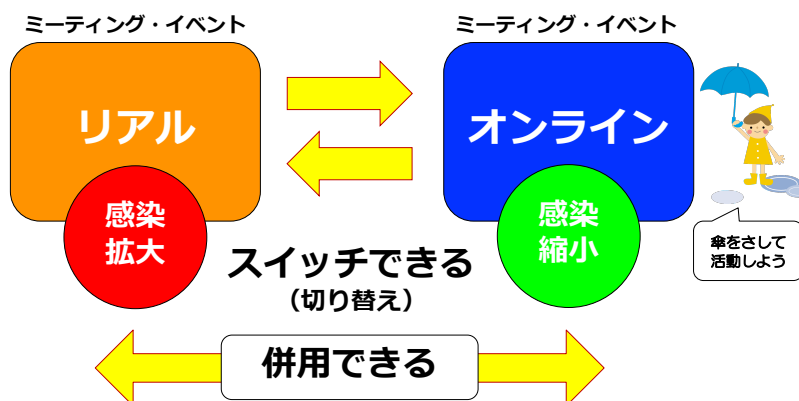 ミーティング・イベント
ミーティング・イベント
リアル
オンライン
感染
拡大
感染
縮小
傘をさして
活動しよう
スイッチできる
（切り替え）
併用できる